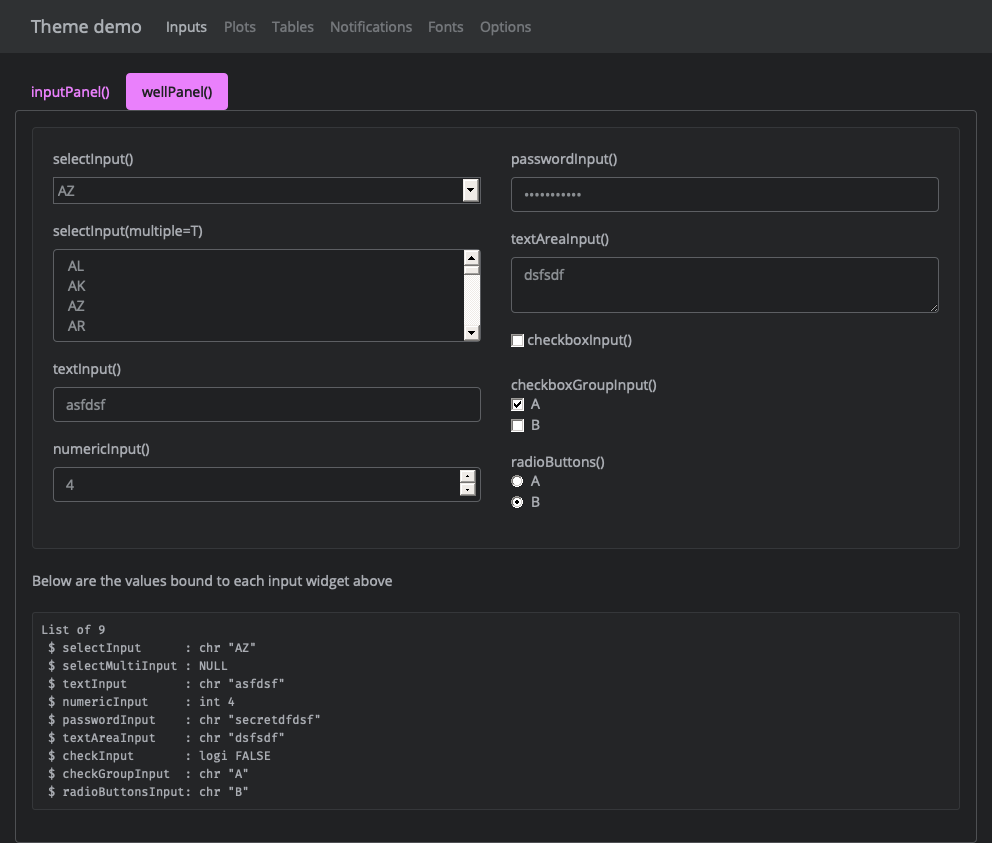 Theme demo Inputs Plots Tables Notifications Fonts Options
inputPanel() wellPanel()
selectInput()
AZ
selectInput(multiple=T)
AL
AK
AZ
AR
textInput()
asfdsf
numericInput()
4
passwordInput()
•••••••••••
textAreaInput()
dsfsdf
checkboxInput()
checkboxGroupInput()
A
B
radioButtons()
A
B
Below are the values bound to each input widget above
List of 9
 $ selectInput      : chr "AZ"
 $ selectMultiInput : NULL
 $ textInput        : chr "asfdsf"
 $ numericInput     : int 4
 $ passwordInput    : chr "secretdfdsf"
 $ textAreaInput    : chr "dsfsdf"
 $ checkInput       : logi FALSE
 $ checkGroupInput  : chr "A"
 $ radioButtonsInput: chr "B"